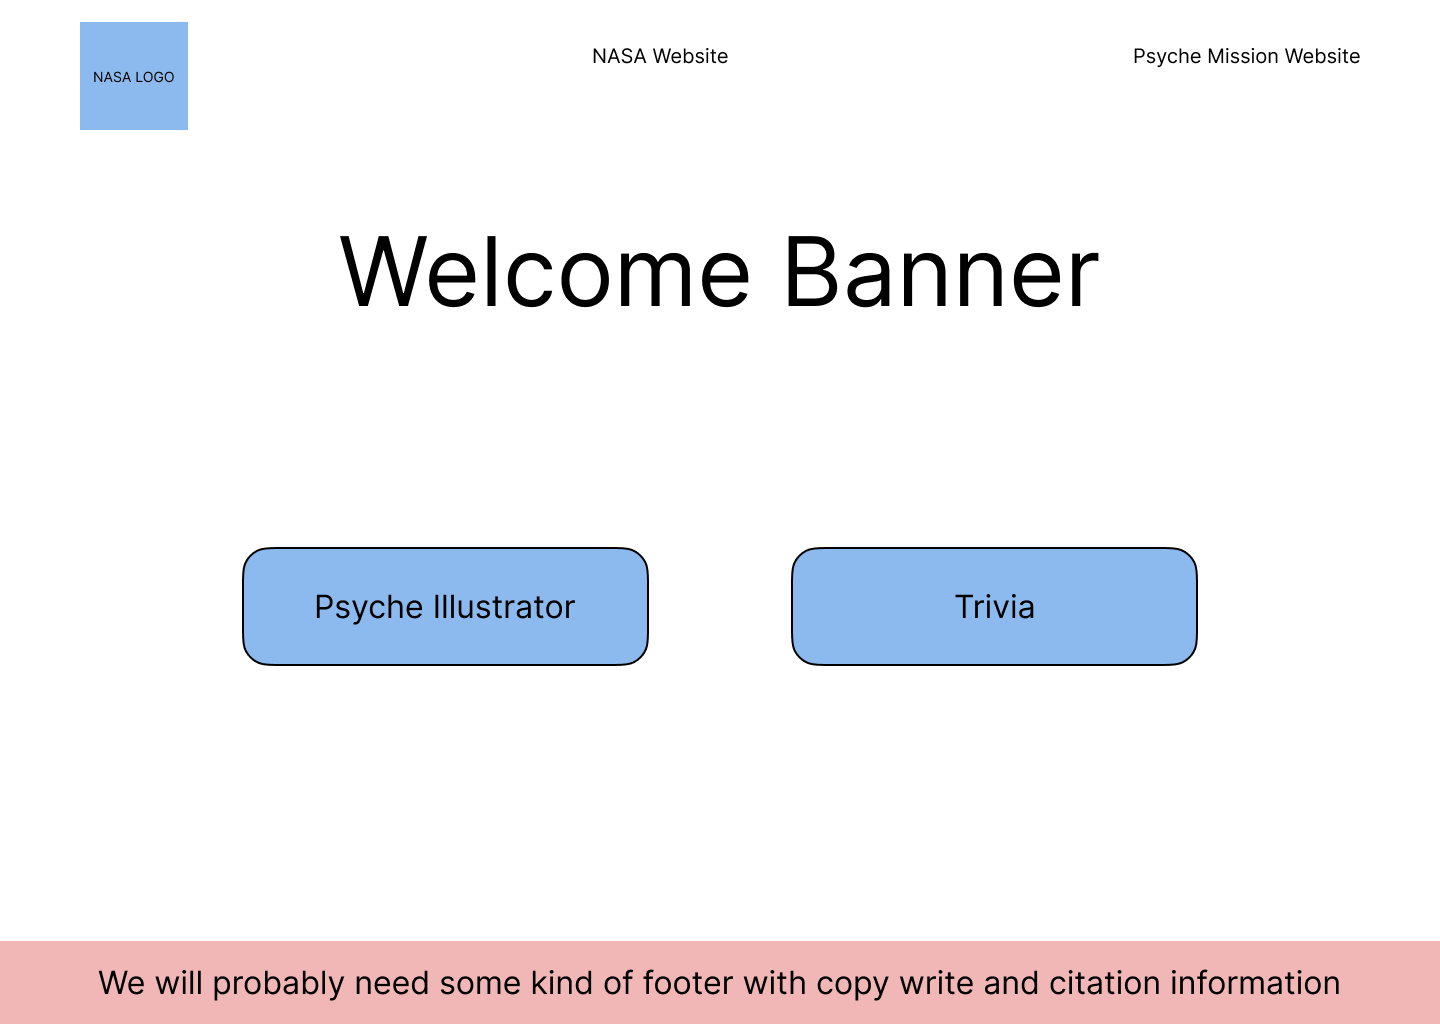 NASA LOGO
NASA Website
Psyche Mission Website
Welcome Banner
Psyche Illustrator
Trivia
We will probably need some kind of footer with copy write and citation information